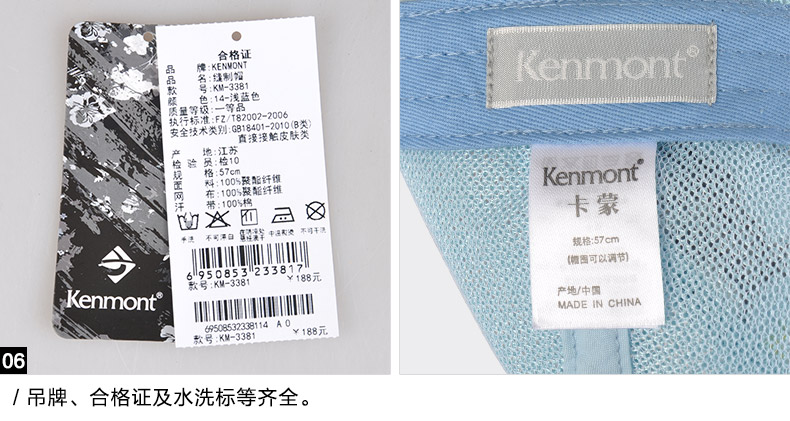 合格证
品 牌:KENMONT
品 名:缝制帽
款 号:KM-3381
颜 色:14-浅蓝色
质量等级:一等品
执行标准:FZ/T82002-2006
安全技术类别:GB18401-2010(B类)
直接接触皮肤类
产 地:江苏
检 验 员:检10
规 格:57cm
面 料:100%聚酯纤维
网 布:100%聚酯纤维
汗 带:100%棉
手洗 不可漂白 中温熨烫 不可干洗
6 950853 233817
款号:KM-3381 ¥188元
69508532338114 A 0
款号:KM-3381 ¥188元
Kenmont®
Kenmont®
Kenmont®
卡蒙
规格:57cm
(帽围可以调节)
产地/中国
MADE IN CHINA
06
/ 吊牌、合格证及水洗标等齐全。